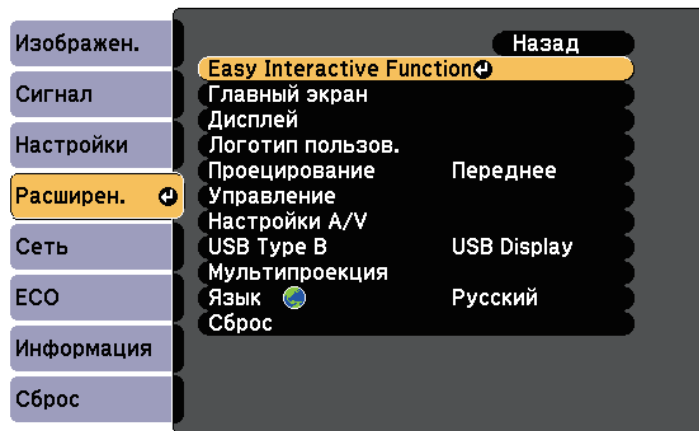 Изображен.
Сигнал
Настройки
Расширен.
Сеть
ECO
Информация
Сброс
Назад
Easy Interactive Function
Главный экран
Дисплей
Логотип пользов.
Проецирование Переднее
Управление
Настройки A/V
USB Type B USB Display
Мультипроекция
Язык Русский
Сброс